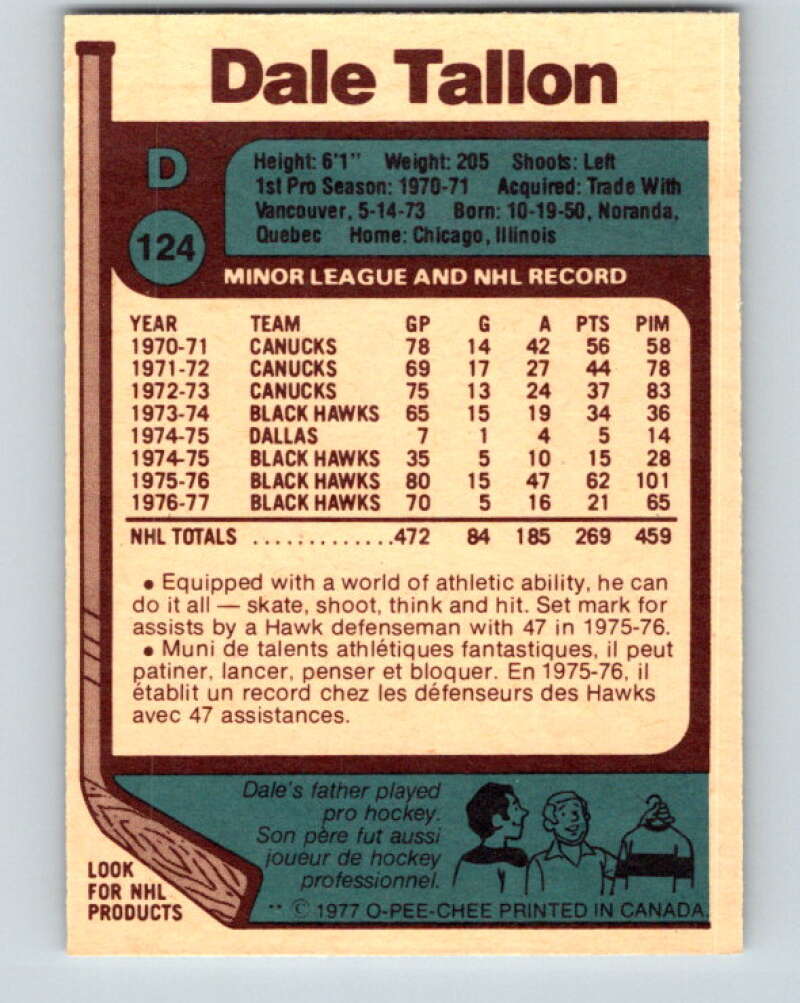 Dale Tallon
D
124
Height: 6'1" Weight: 205 Shoots: Left
1st Pro Season: 1970-71 Acquired: Trade With
Vancouver, 5-14-73 Born: 10-19-50, Noranda,
Quebec Home: Chicago, Illinois
MINOR LEAGUE AND NHL RECORD
YEAR TEAM GP G A PTS PIM
1970-71 CANUCKS 78 14 42 56 58
1971-72 CANUCKS 69 17 27 44 78
1972-73 CANUCKS 75 13 24 37 83
1973-74 BLACK HAWKS 65 15 19 34 36
1974-75 DALLAS 7 1 4 5 14
1974-75 BLACK HAWKS 35 5 10 15 28
1975-76 BLACK HAWKS 80 15 47 62 101
1976-77 BLACK HAWKS 70 5 16 21 65
NHL TOTALS .............472 84 185 269 459
• Equipped with a world of athletic ability, he can
do it all — skate, shoot, think and hit. Set mark for
assists by a Hawk defenseman with 47 in 1975-76.
• Muni de talents athlétiques fantastiques, il peut
patiner, lancer, penser et bloquer. En 1975-76, il
établit un record chez les défenseurs des Hawks
avec 47 assistances.
Dale's father played
pro hockey.
Son père fut aussi
joueur de hockey
professionnel.
LOOK
FOR NHL
PRODUCTS
** © 1977 O-PEE-CHEE PRINTED IN CANADA